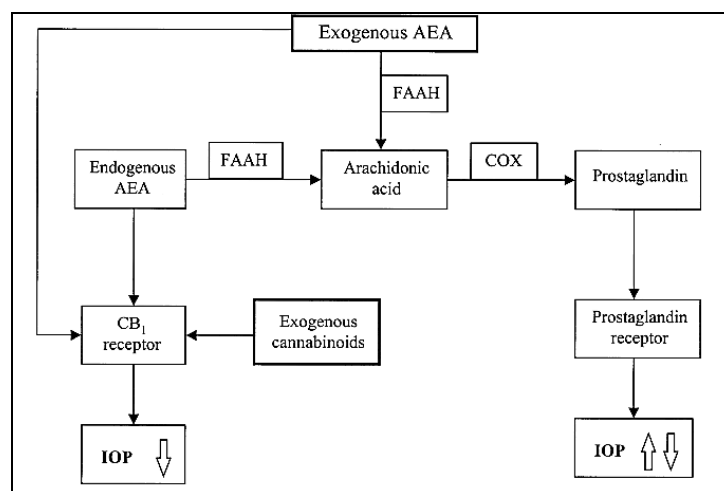 Exogenous AEA
FAAH
FAAH
COX
Endogenous
AEA
Arachidonic
acid
Prostaglandin
CB₁
receptor
Exogenous
cannabinoids
Prostaglandin
receptor
IOP
IOP